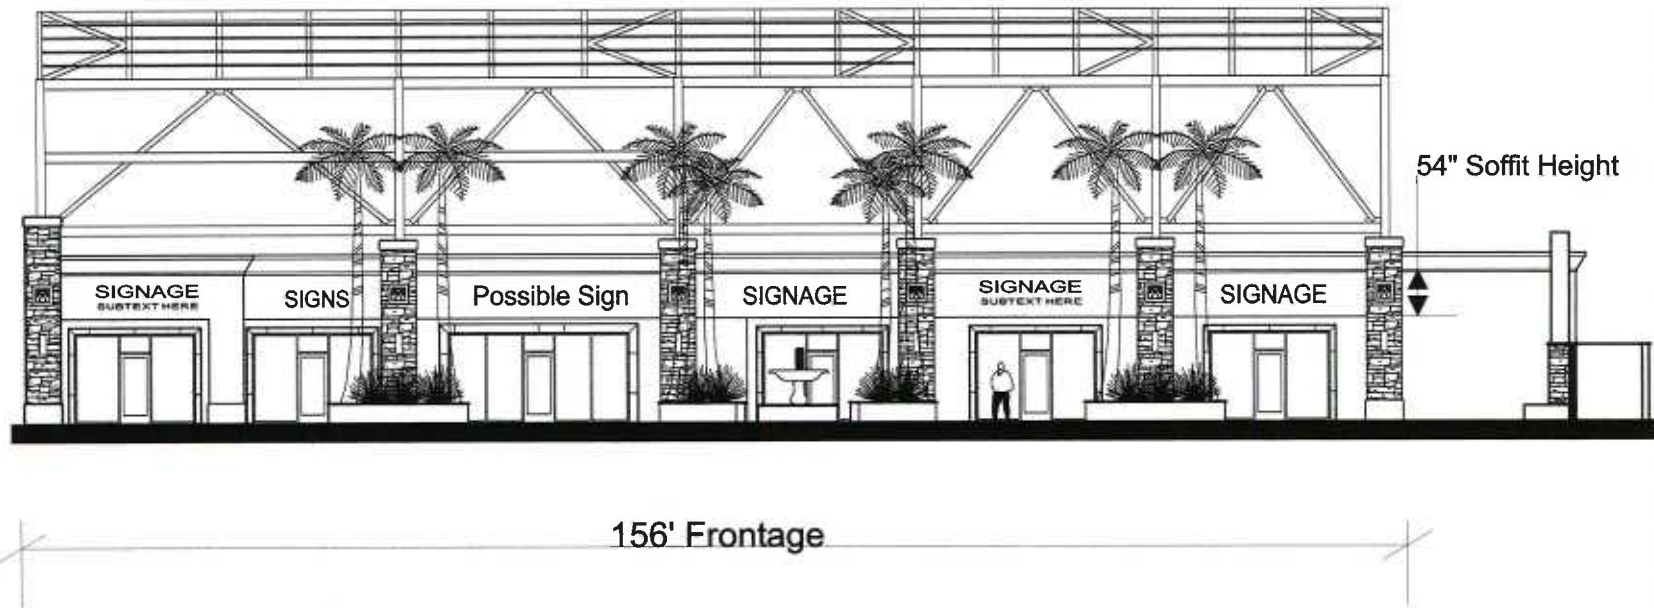 54" Soffit Height
SIGNAGE
SUBTEXT HERE
SIGNS
Possible Sign
SIGNAGE
SIGNAGE
SUBTEXT HERE
SIGNAGE
156' Frontage